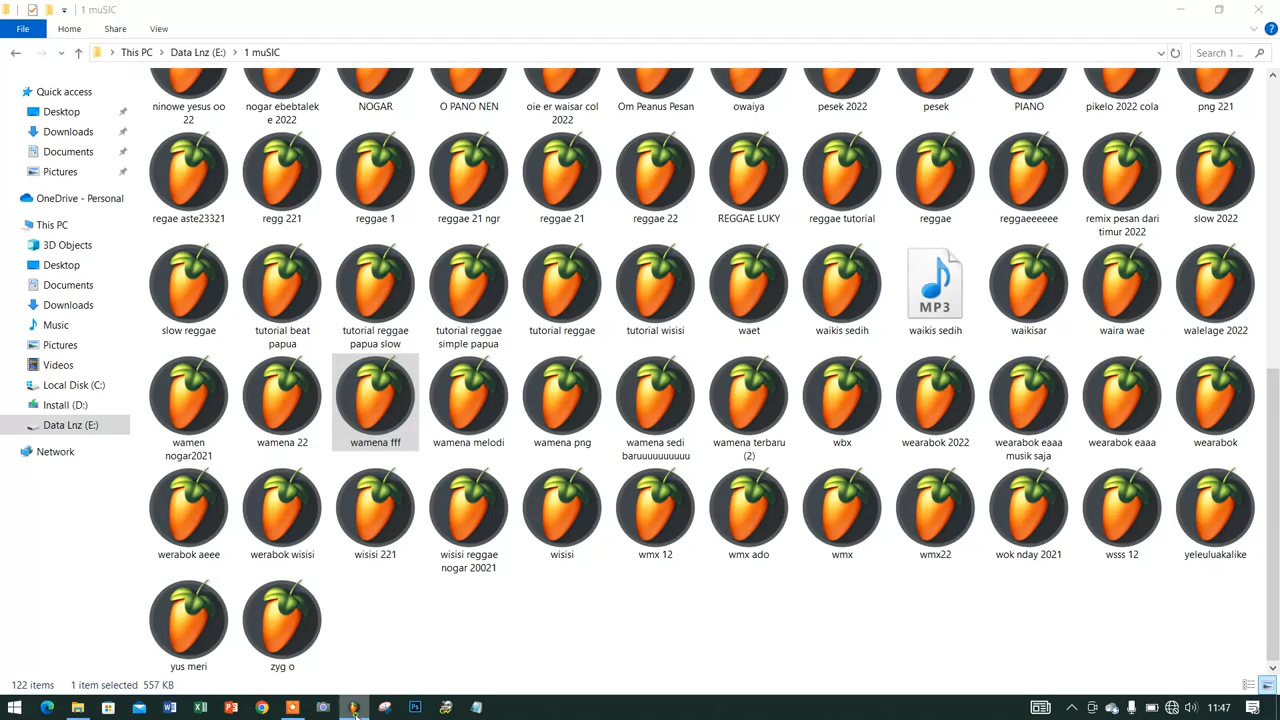 1 muSIC
File
Home
Share
View
This PC
Data Lnz (E:)
1 muSIC
Search 1 ...
Quick access
Desktop
Downloads
Documents
Pictures
OneDrive - Personal
This PC
3D Objects
Desktop
Documents
Downloads
Music
Pictures
Videos
Local Disk (C:)
Install (D:)
Data Lnz (E:)
Network
ninowe yesus oo
22
nogar ebebtalek
e 2022
NOGAR
O PANO NEN
oie er waisar col
2022
Om Peanus Pesan
owaiya
pesek 2022
pesek
PIANO
pikelo 2022 cola
png 221
regae aste23321
regg 221
reggae 1
reggae 21 ngr
reggae 21
reggae 22
REGGAE LUKY
reggae tutorial
reggae
reggaeeeeee
remix pesan dari
timur 2022
slow 2022
slow reggae
tutorial beat
papua
tutorial reggae
papua slow
tutorial reggae
simple papua
tutorial reggae
tutorial wisisi
waet
waikis sedih
MP3
waikis sedih
waikisar
waira wae
walelage 2022
wamen
nogar2021
wamena 22
wamena fff
wamena melodi
wamena png
wamena sedi
baruuuuuuuuu
wamena terbaru
(2)
wbx
wearabok 2022
wearabok eaaa
musik saja
wearabok eaaa
wearabok
werabok aeee
werabok wisisi
wisisi 221
wisisi reggae
nogar 20021
wisisi
wmx 12
wmx ado
wmx
wmx22
wok nday 2021
wsss 12
yeleuluakalike
yus meri
zyg o
122 items
1 item selected 557 KB
11:47